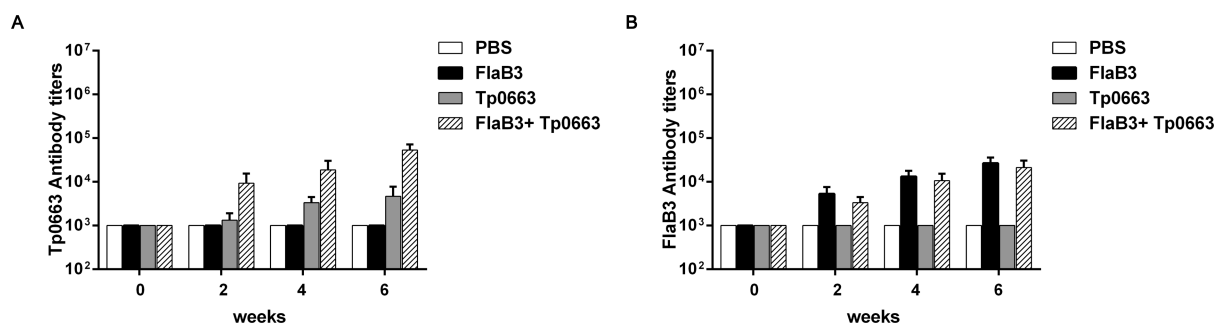 A
Tp0663 Antibody titers
10⁷
10⁶
10⁵
10⁴
10³
10²
0
2
4
6
weeks
PBS
FlaB3
Tp0663
FlaB3+ Tp0663
B
FlaB3 Antibody titers
10⁷
10⁶
10⁵
10⁴
10³
10²
0
2
4
6
weeks
PBS
FlaB3
Tp0663
FlaB3+ Tp0663